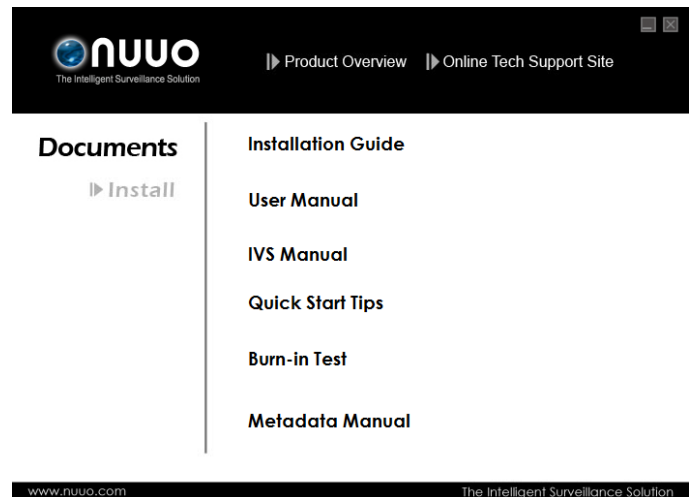 nuuo
The Intelligent Surveillance Solution
Product Overview
Online Tech Support Site
Documents
Install
Installation Guide
User Manual
IVS Manual
Quick Start Tips
Burn-in Test
Metadata Manual
www.nuuo.com
The Intelligent Surveillance Solution